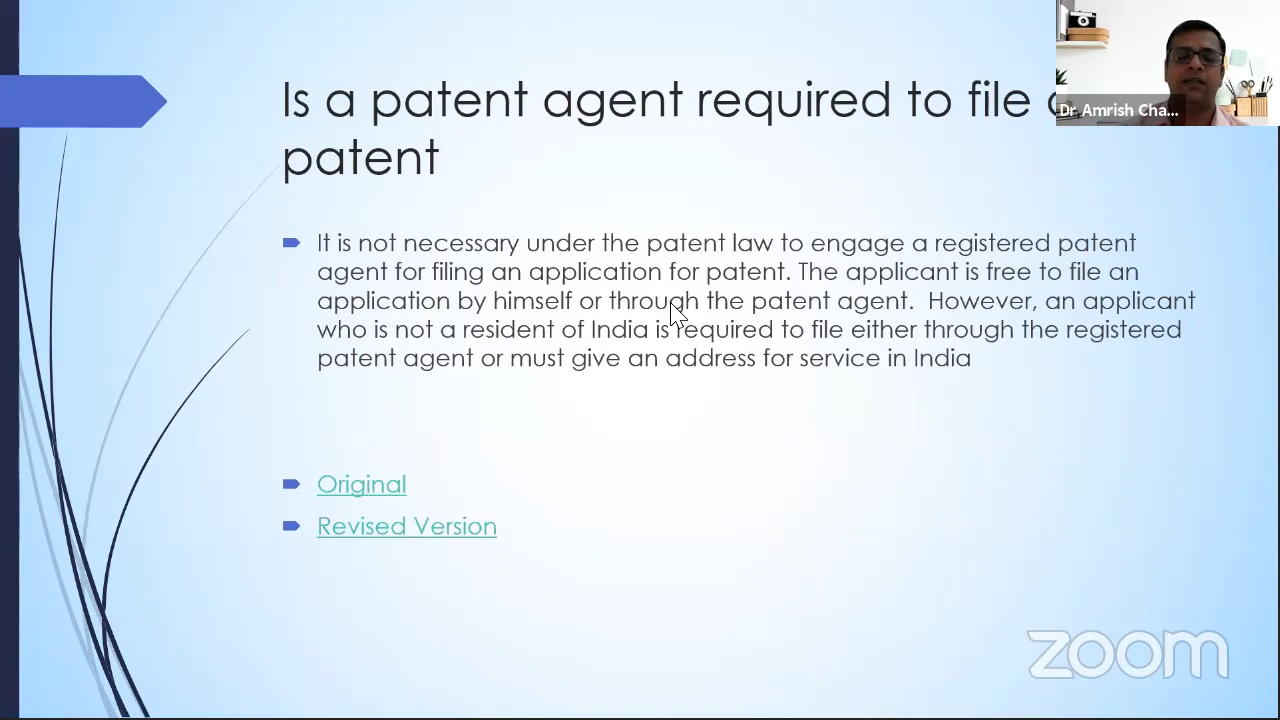 Is a patent agent required to file
patent
Dr Amrish Cha...
It is not necessary under the patent law to engage a registered patent
agent for filing an application for patent. The applicant is free to file an
application by himself or through the patent agent.  However, an applicant
who is not a resident of India is required to file either through the registered
patent agent or must give an address for service in India
Original
Revised Version
zoom